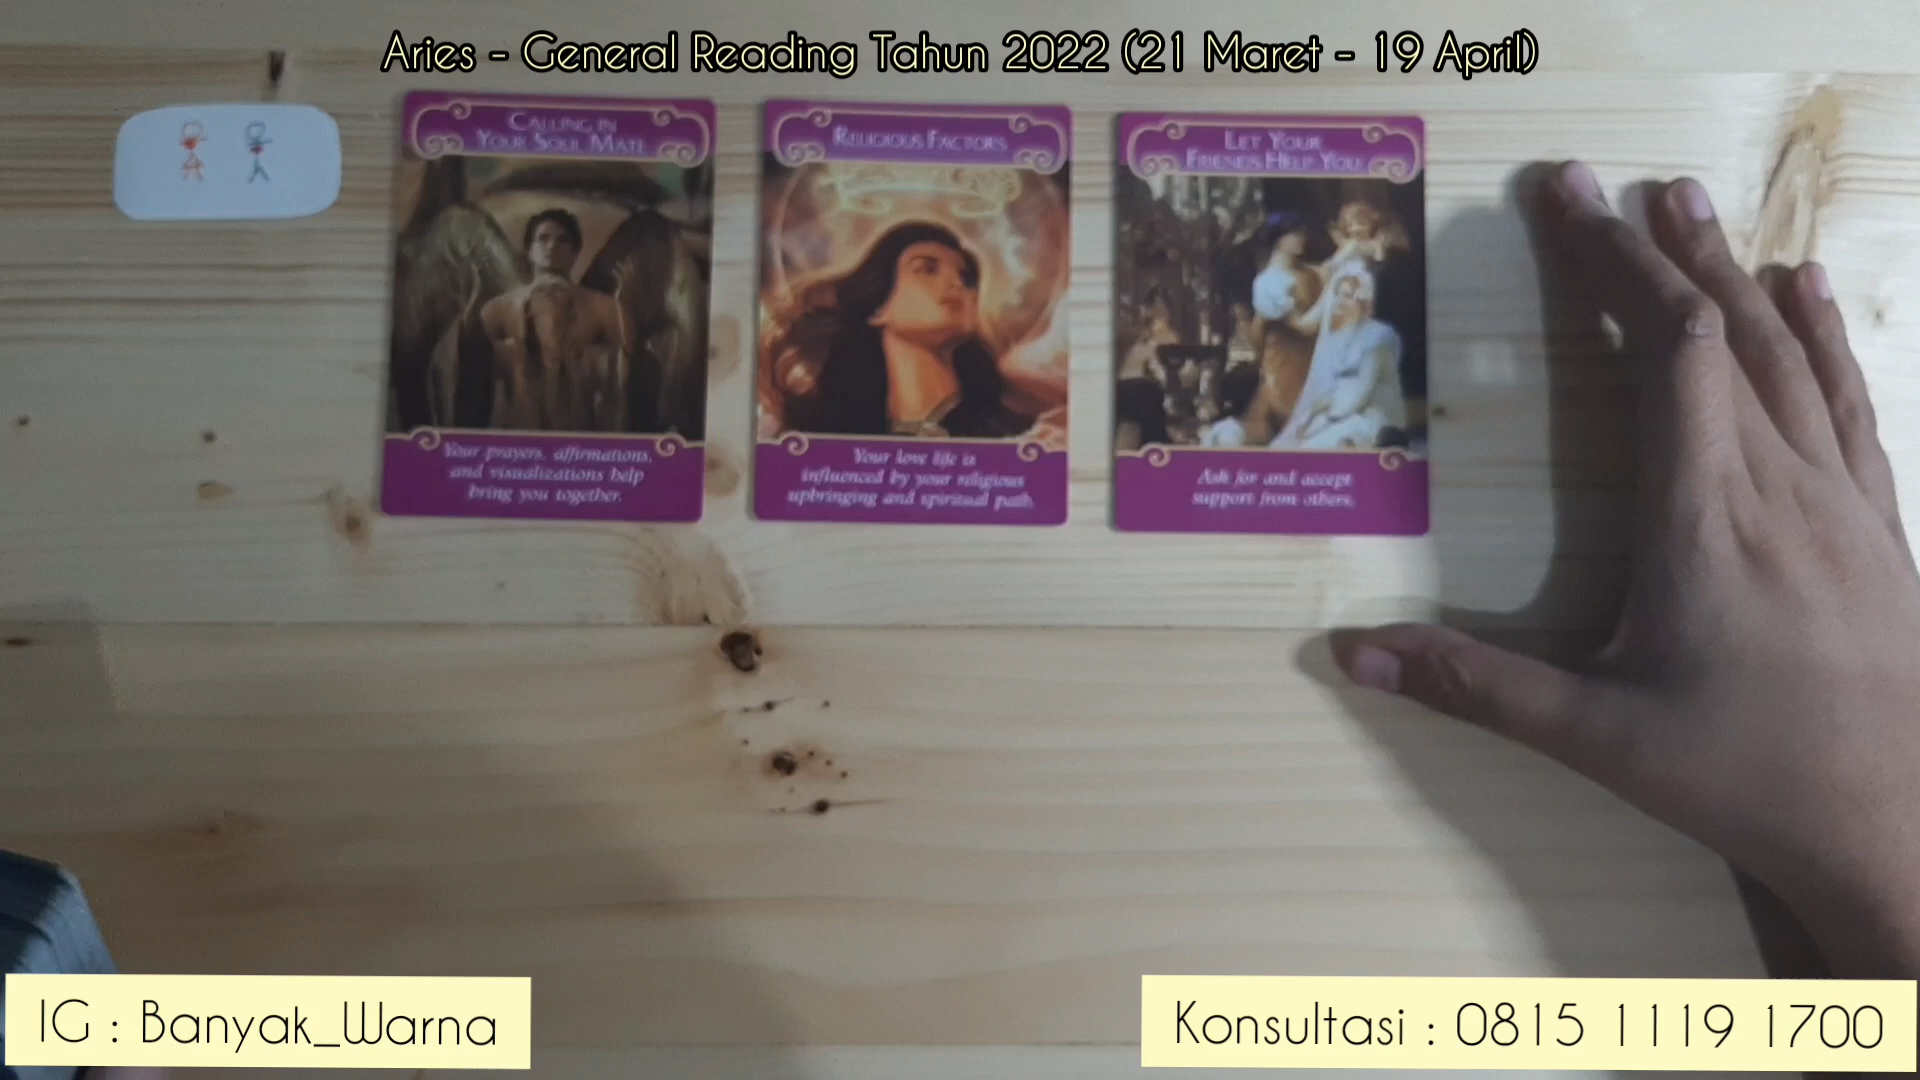 Aries - General Reading Tahun 2022 (21 Maret - 19 April)
Calling in
Your Soul Mate
Your prayers, affirmations,
and visualizations help
bring you together.
Religious Factors
Your love life is
influenced by your religious
upbringing and spiritual path.
Let Your
Friends Help You
Ask for and accept
support from others.
IG : Banyak_Warna
Konsultasi : 0815 1119 1700